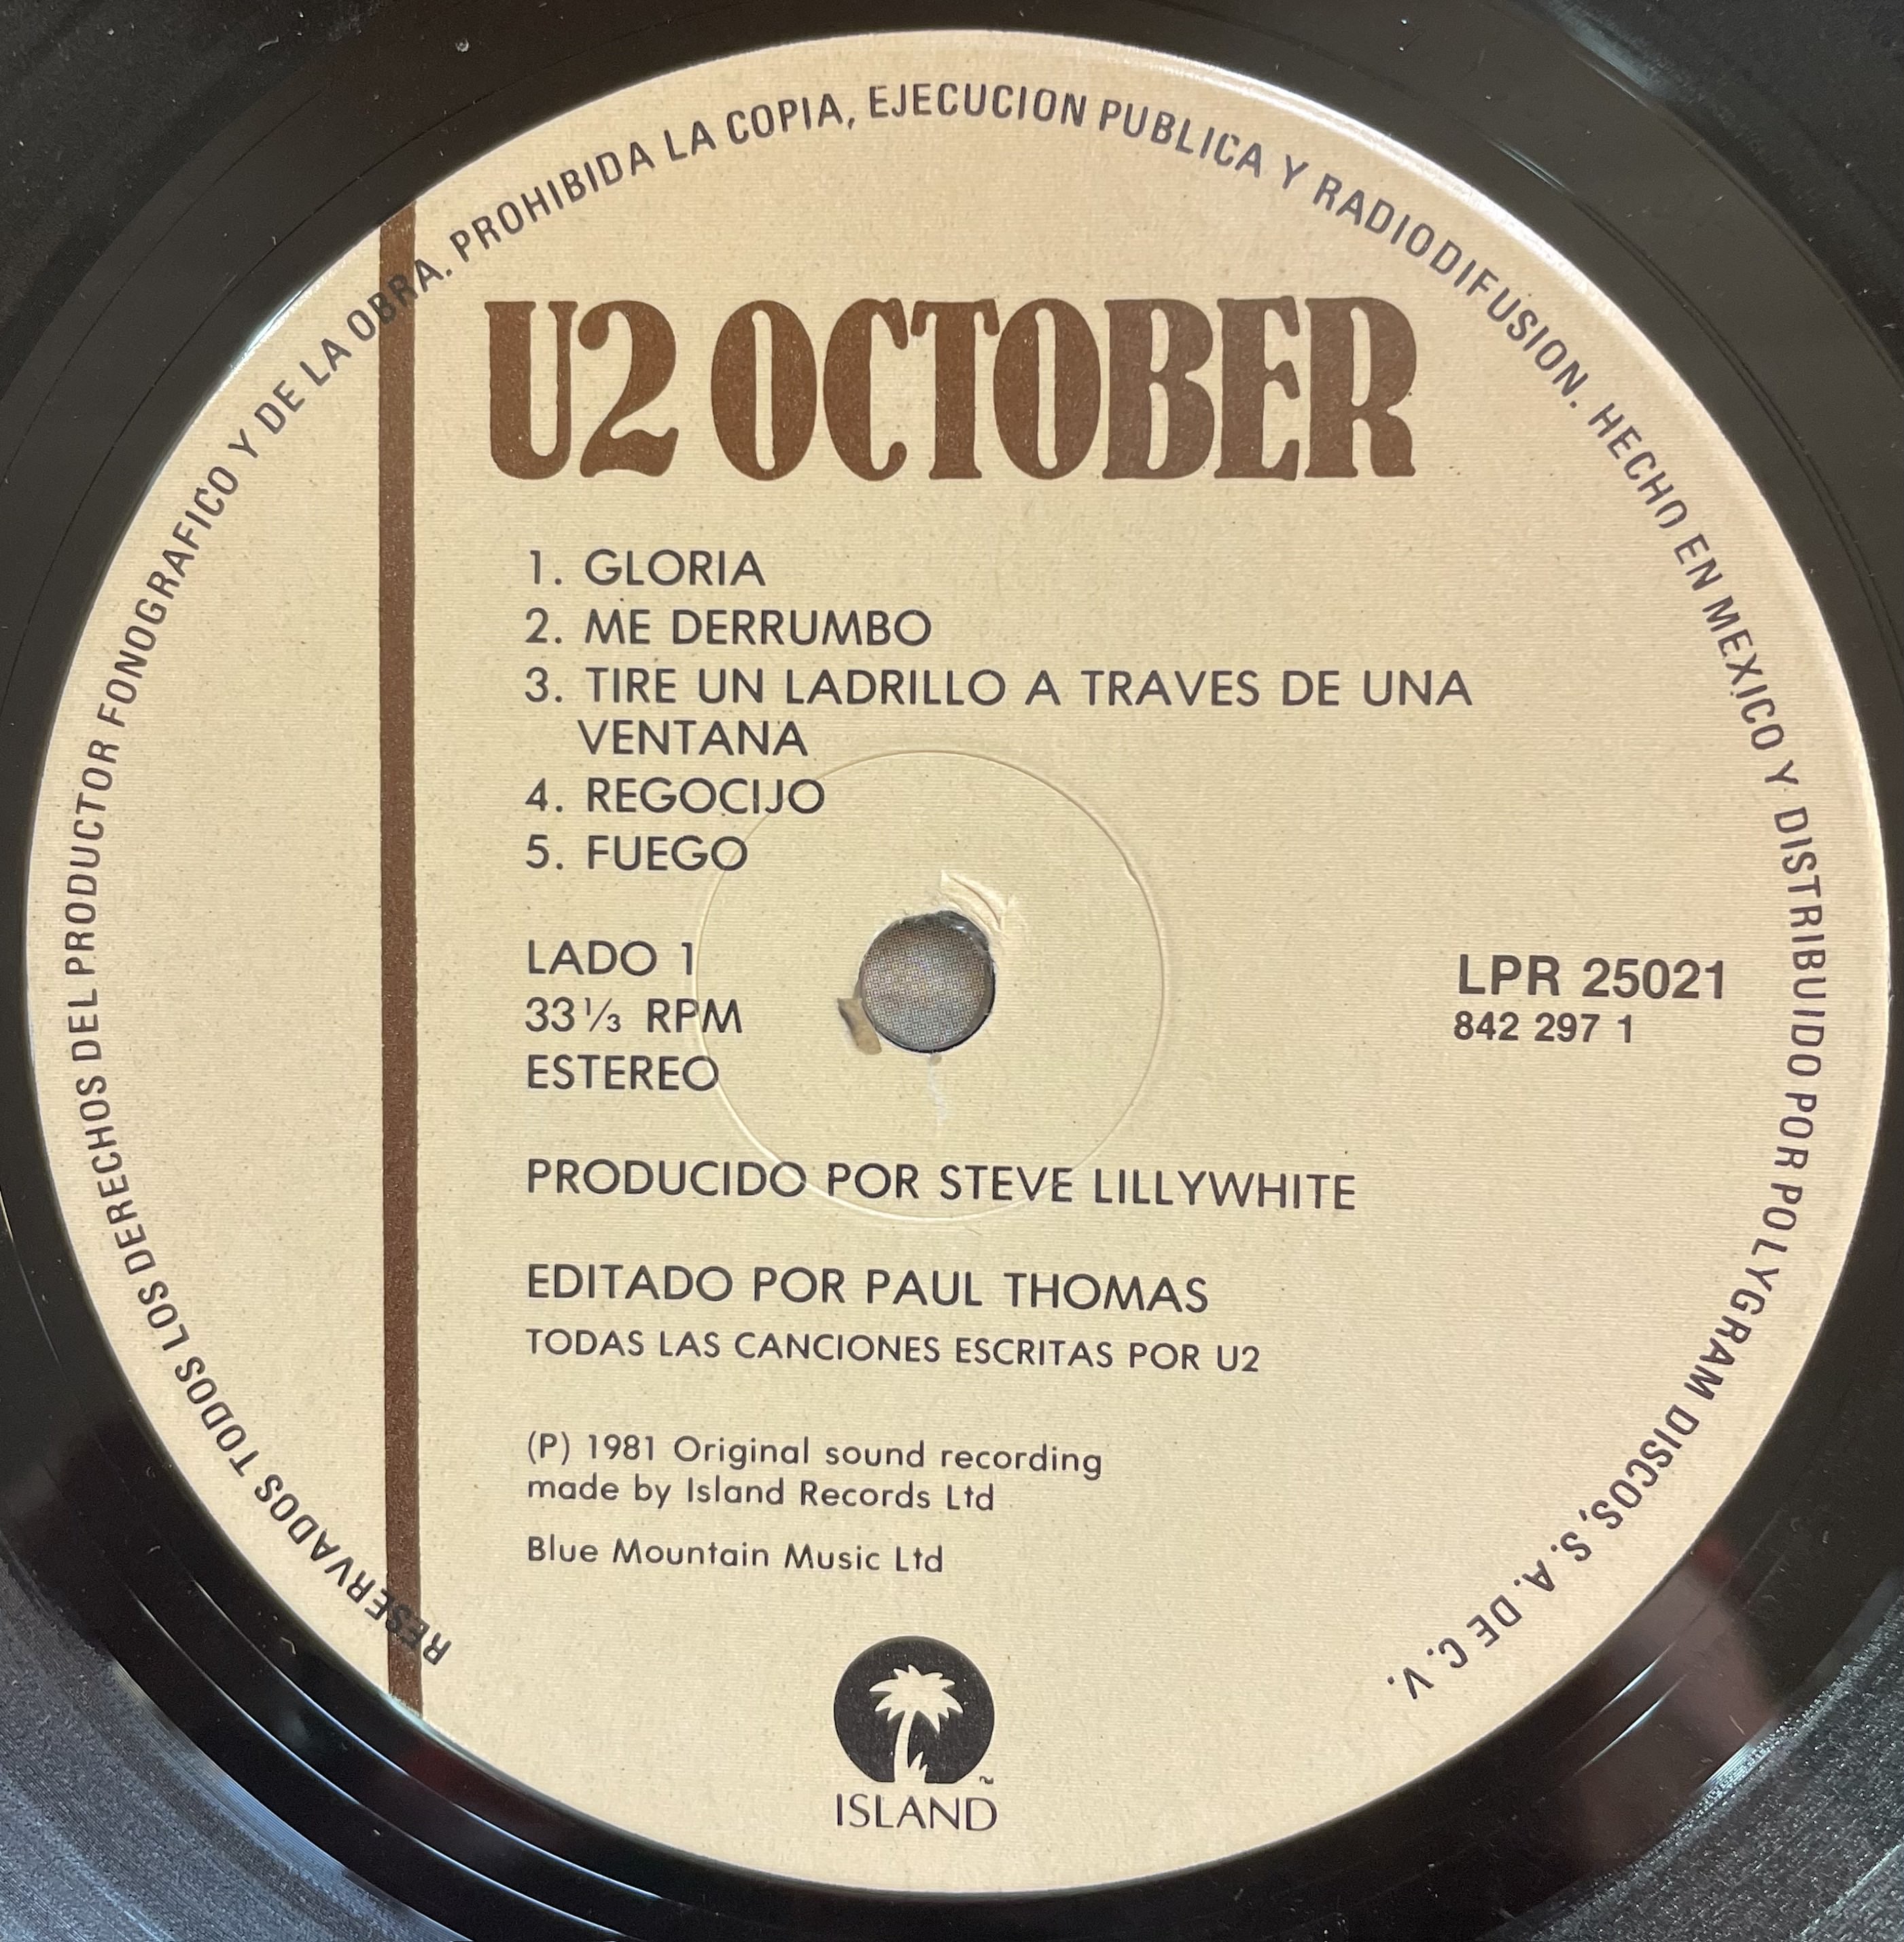 RESERVADOS TODOS LOS DERECHOS DEL PRODUCTOR FONOGRAFICO Y DE LA OBRA. PROHIBIDA LA COPIA, EJECUCION PUBLICA Y RADIODIFUSION. HECHO EN MEXICO Y DISTRIBUIDO POR POLYGRAM DISCOS, S. A. DE C. V.
U2 OCTOBER
1. GLORIA
2. ME DERRUMBO
3. TIRE UN LADRILLO A TRAVES DE UNA
VENTANA
4. REGOCIJO
5. FUEGO
LADO 1
33⅓ RPM
ESTEREO
LPR 25021
842 297 1
PRODUCIDO POR STEVE LILLYWHITE
EDITADO POR PAUL THOMAS
TODAS LAS CANCIONES ESCRITAS POR U2
(P) 1981 Original sound recording
made by Island Records Ltd
Blue Mountain Music Ltd
ISLAND